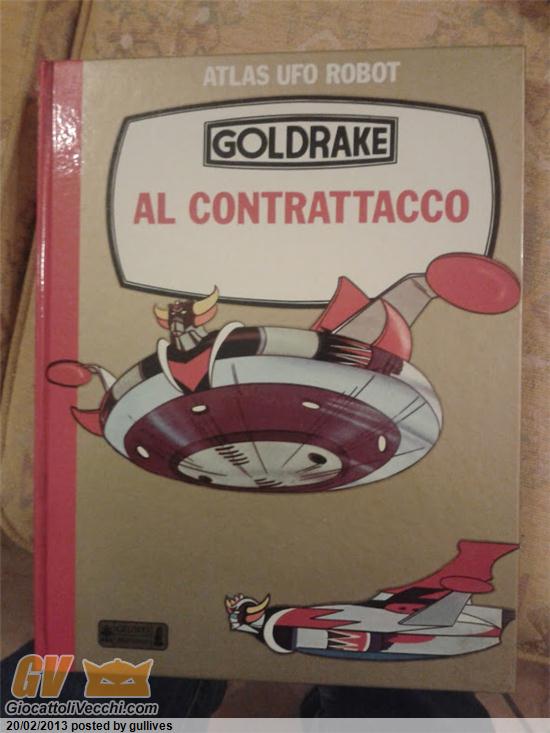 ATLAS UFO ROBOT
GOLDRAKE
AL CONTRATTACCO
GV
GiocattoliVecchi.com
20/02/2013 posted by gullives